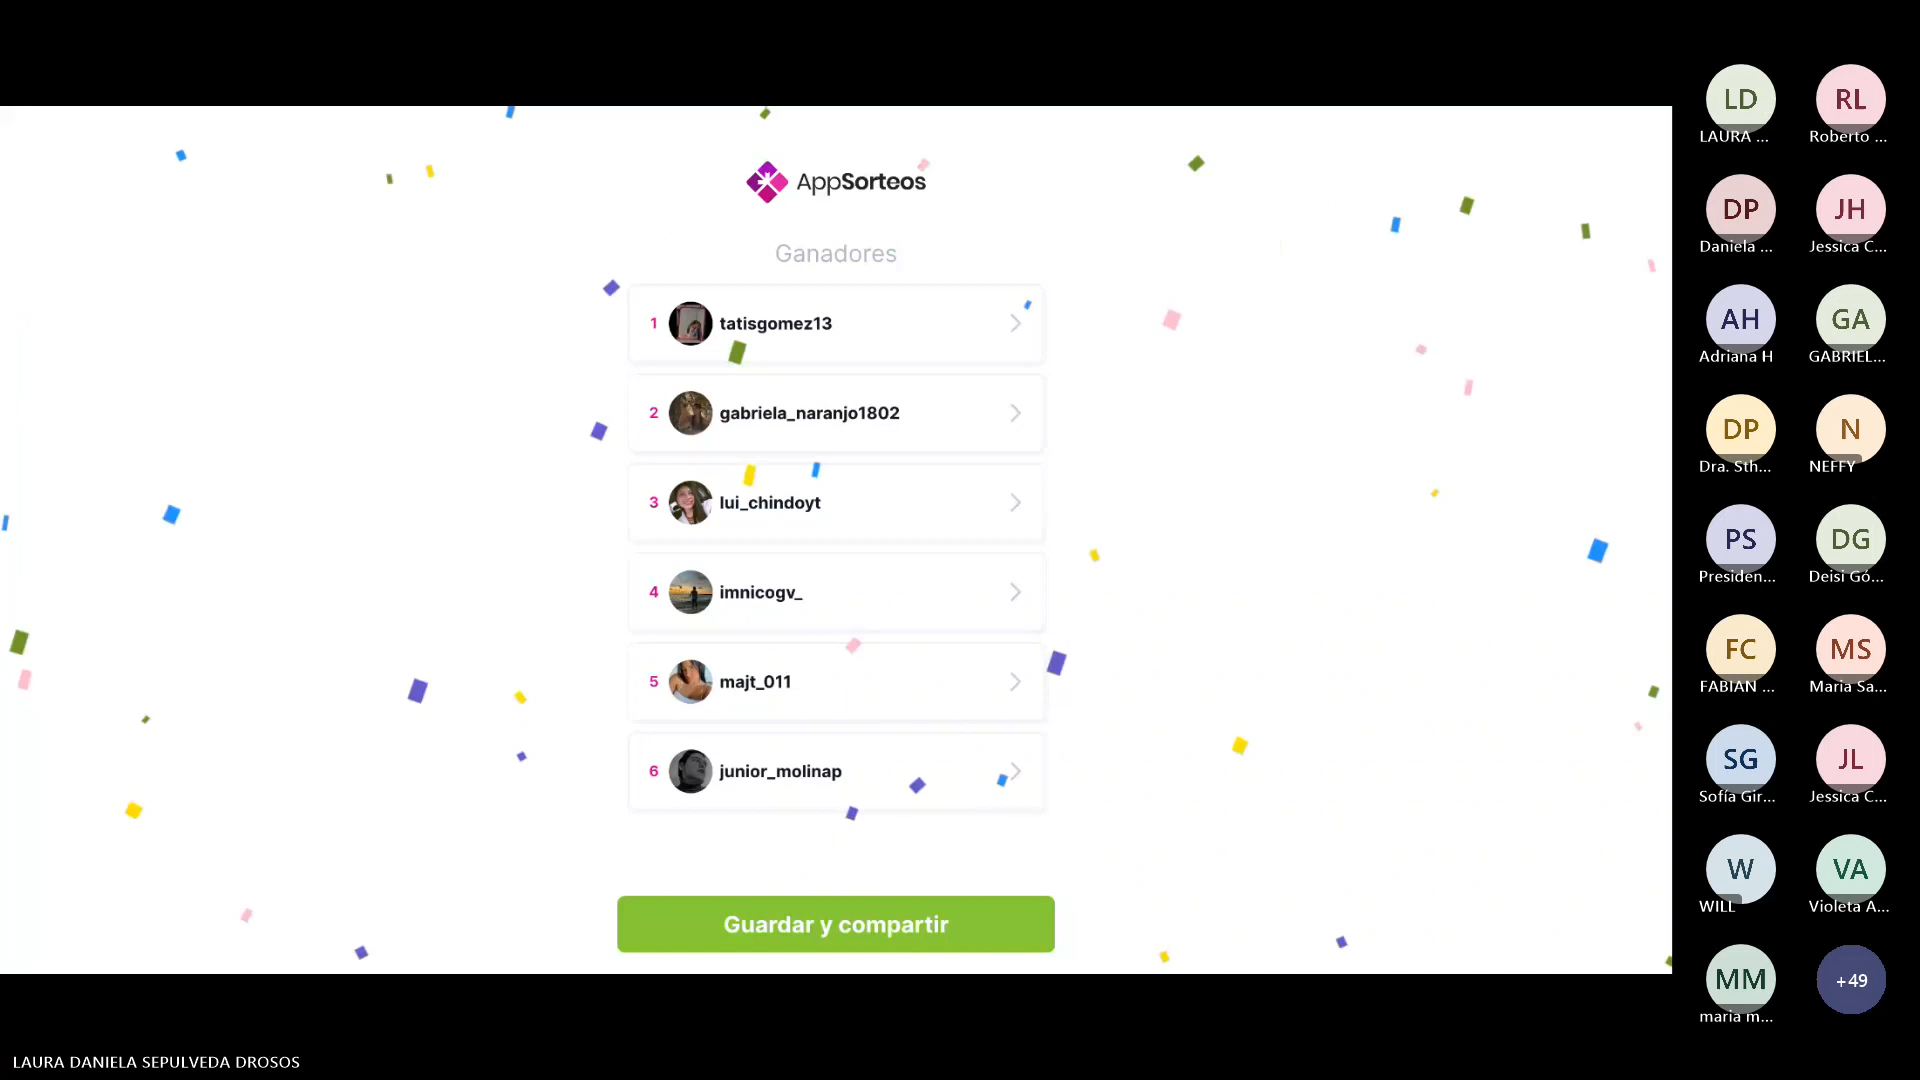 AppSorteos
Ganadores
1 tatisgomez13
2 gabriela_naranjo1802
3 lui_chindoyt
4 imnicogv_
5 majt_011
6 junior_molinap
Guardar y compartir
LD RL
LAURA ... Roberto ...
DP JH
Daniela ... Jessica C...
AH GA
Adriana H GABRIEL...
DP N
Dra. Sth... NEFFY
PS DG
Presiden... Deisi Gó...
FC MS
FABIAN ... Maria Sa...
SG JL
Sofía Gir... Jessica C...
W VA
WILL Violeta A...
MM +49
maria m...
LAURA DANIELA SEPULVEDA DROSOS